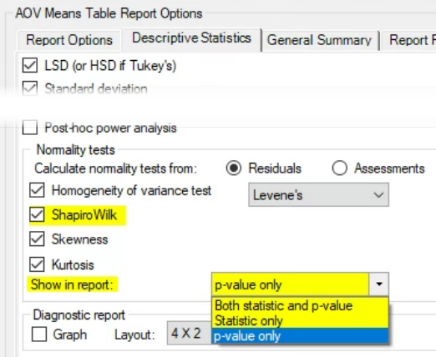 AOV Means Table Report Options
Report Options Descriptive Statistics General Summary Report
LSD (or HSD if Tukey's)
Standard deviation
Post-hoc power analysis
Normality tests
Calculate normality tests from: Residuals Assessments
Homogeneity of variance test Levene's
ShapiroWilk
Skewness
Kurtosis
Show in report: p-value only
Both statistic and p-value
Statistic only
p-value only
Diagnostic report
Graph Layout: 4 X 2